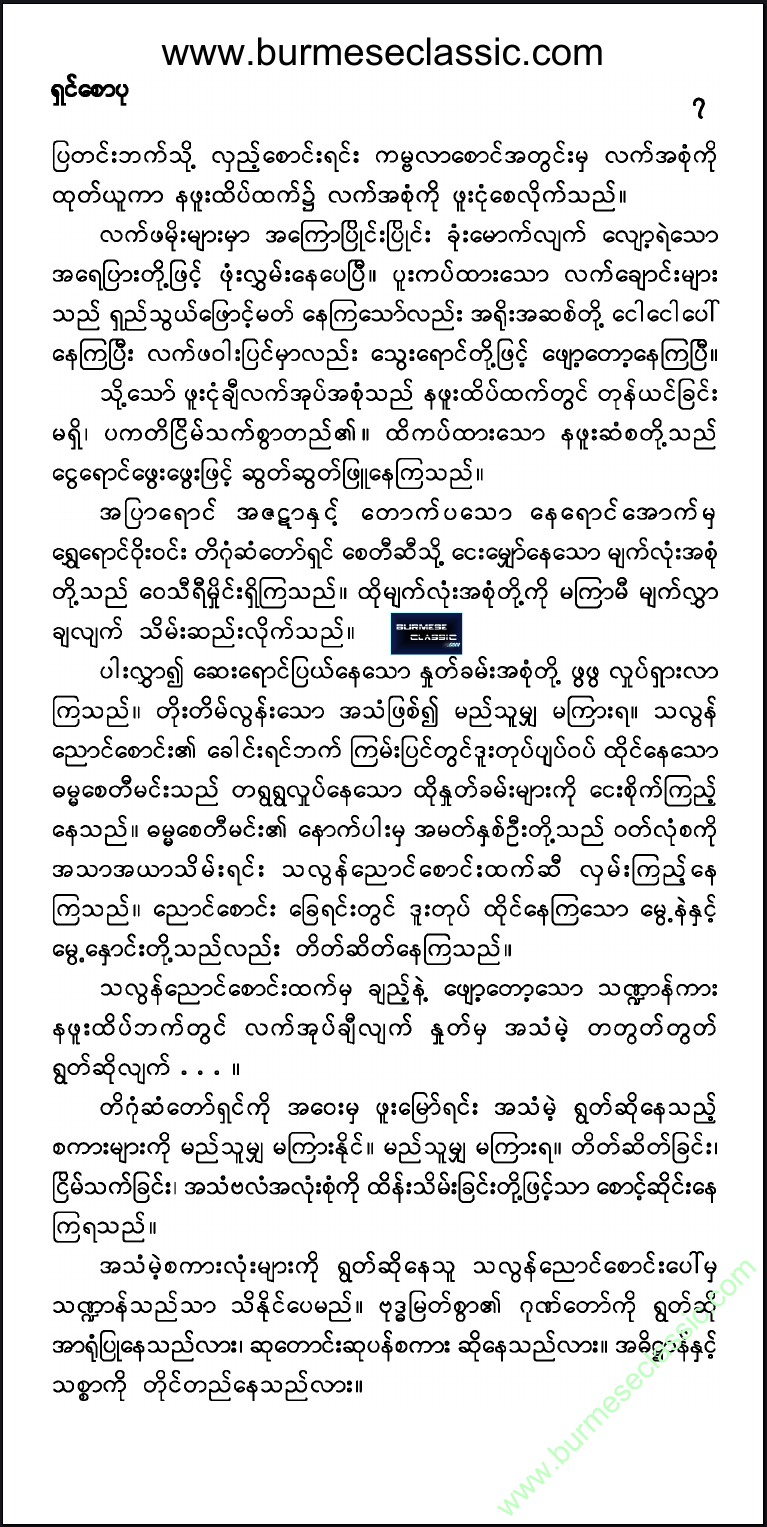 www.burmeseclassic.com
ရှင်စောပု
၇
ပြတင်းဘက်သို့ လှည့်စောင်းရင်း ကမ္ဗလာစောင်အတွင်းမှ လက်အစုံကို
ထုတ်ယူကာ နဖူးထိပ်ထက်၌ လက်အစုံကို ဖူးငုံစေလိုက်သည်။
လက်ဖမိုးများမှာ အကြောပြိုင်းပြိုင်း ခုံးမောက်လျက် လျော့ရဲသော
အရေပြားတို့ဖြင့် ဖုံးလွှမ်းနေပေပြီ။ ပူးကပ်ထားသော လက်ချောင်းများ
သည် ရှည်သွယ်ဖြောင့်မတ် နေကြသော်လည်း အရိုးအဆစ်တို့ ငေါငေါပေါ်
နေကြပြီး လက်ဖဝါးပြင်မှာလည်း သွေးရောင်တို့ဖြင့် ဖျော့တော့နေကြပြီ။
သို့သော် ဖူးငုံချီလက်အုပ်အစုံသည် နဖူးထိပ်ထက်တွင် တုန်ယင်ခြင်း
မရှိ၊ ပကတိငြိမ်သက်စွာတည်၏။ ထိကပ်ထားသော နဖူးဆံစတို့သည်
ငွေရောင်ဖွေးဖွေးဖြင့် ဆွတ်ဆွတ်ဖြူနေကြသည်။
အပြာရောင် အဇဋာနှင့် တောက်ပသော နေရောင်အောက်မှ
ရွှေရောင်ဝိုးဝင်း တိဂုံဆံတော်ရှင် စေတီဆီသို့ ငေးမျှော်နေသော မျက်လုံးအစုံ
တို့သည် ဝေသီရီမှိုင်းရှိကြသည်။ ထိုမျက်လုံးအစုံတို့ကို မကြာမီ မျက်လွှာ
ချလျက် သိမ်းဆည်းလိုက်သည်။
BURMESE
CLASSIC
.com
ပါးလွှာ၍ ဆေးရောင်ပြယ်နေသော နှုတ်ခမ်းအစုံတို့ ဖွဖွ လှုပ်ရှားလာ
ကြသည်။ တိုးတိမ်လွန်းသော အသံဖြစ်၍ မည်သူမျှ မကြားရ။ သလွန်
ညောင်စောင်း၏ ခေါင်းရင်ဘက် ကြမ်းပြင်တွင်ဒူးတုပ်ပျပ်ဝပ် ထိုင်နေသော
ဓမ္မစေတီမင်းသည် တရွရွလှုပ်နေသော ထိုနှုတ်ခမ်းများကို ငေးစိုက်ကြည့်
နေသည်။ ဓမ္မစေတီမင်း၏ နောက်ပါးမှ အမတ်နှစ်ဦးတို့သည် ဝတ်လုံစကို
အသာအယာသိမ်းရင်း သလွန်ညောင်စောင်းထက်ဆီ လှမ်းကြည့်နေ
ကြသည်။ ညောင်စောင်း ခြေရင်းတွင် ဒူးတုပ် ထိုင်နေကြသော မွေ့နဲနှင့်
မွေ့နှောင်းတို့သည်လည်း တိတ်ဆိတ်နေကြသည်။
သလွန်ညောင်စောင်းထက်မှ ချည့်နဲ့ ဖျော့တော့သော သဏ္ဍာန်ကား
နဖူးထိပ်ဘက်တွင် လက်အုပ်ချီလျက် နှုတ်မှ အသံမဲ့ တတွတ်တွတ်
ရွတ်ဆိုလျက် . . . ။
တိဂုံဆံတော်ရှင်ကို အဝေးမှ ဖူးမြော်ရင်း အသံမဲ့ ရွတ်ဆိုနေသည့်
စကားများကို မည်သူမျှ မကြားနိုင်။ မည်သူမျှ မကြားရ။ တိတ်ဆိတ်ခြင်း၊
ငြိမ်သက်ခြင်း၊ အသံဗလံအလုံးစုံကို ထိန်းသိမ်းခြင်းတို့ဖြင့်သာ စောင့်ဆိုင်းနေ
ကြရသည်။
အသံမဲ့စကားလုံးများကို ရွတ်ဆိုနေသူ သလွန်ညောင်စောင်းပေါ်မှ
သဏ္ဍာန်သည်သာ သိနိုင်ပေမည်။ ဗုဒ္ဓမြတ်စွာ၏ ဂုဏ်တော်ကို ရွတ်ဆို
အာရုံပြုနေသည်လား၊ ဆုတောင်းဆုပန်စကား ဆိုနေသည်လား။ အဓိဋ္ဌာန်နှင့်
သစ္စာကို တိုင်တည်နေသည်လား။
www.burmeseclassic.com